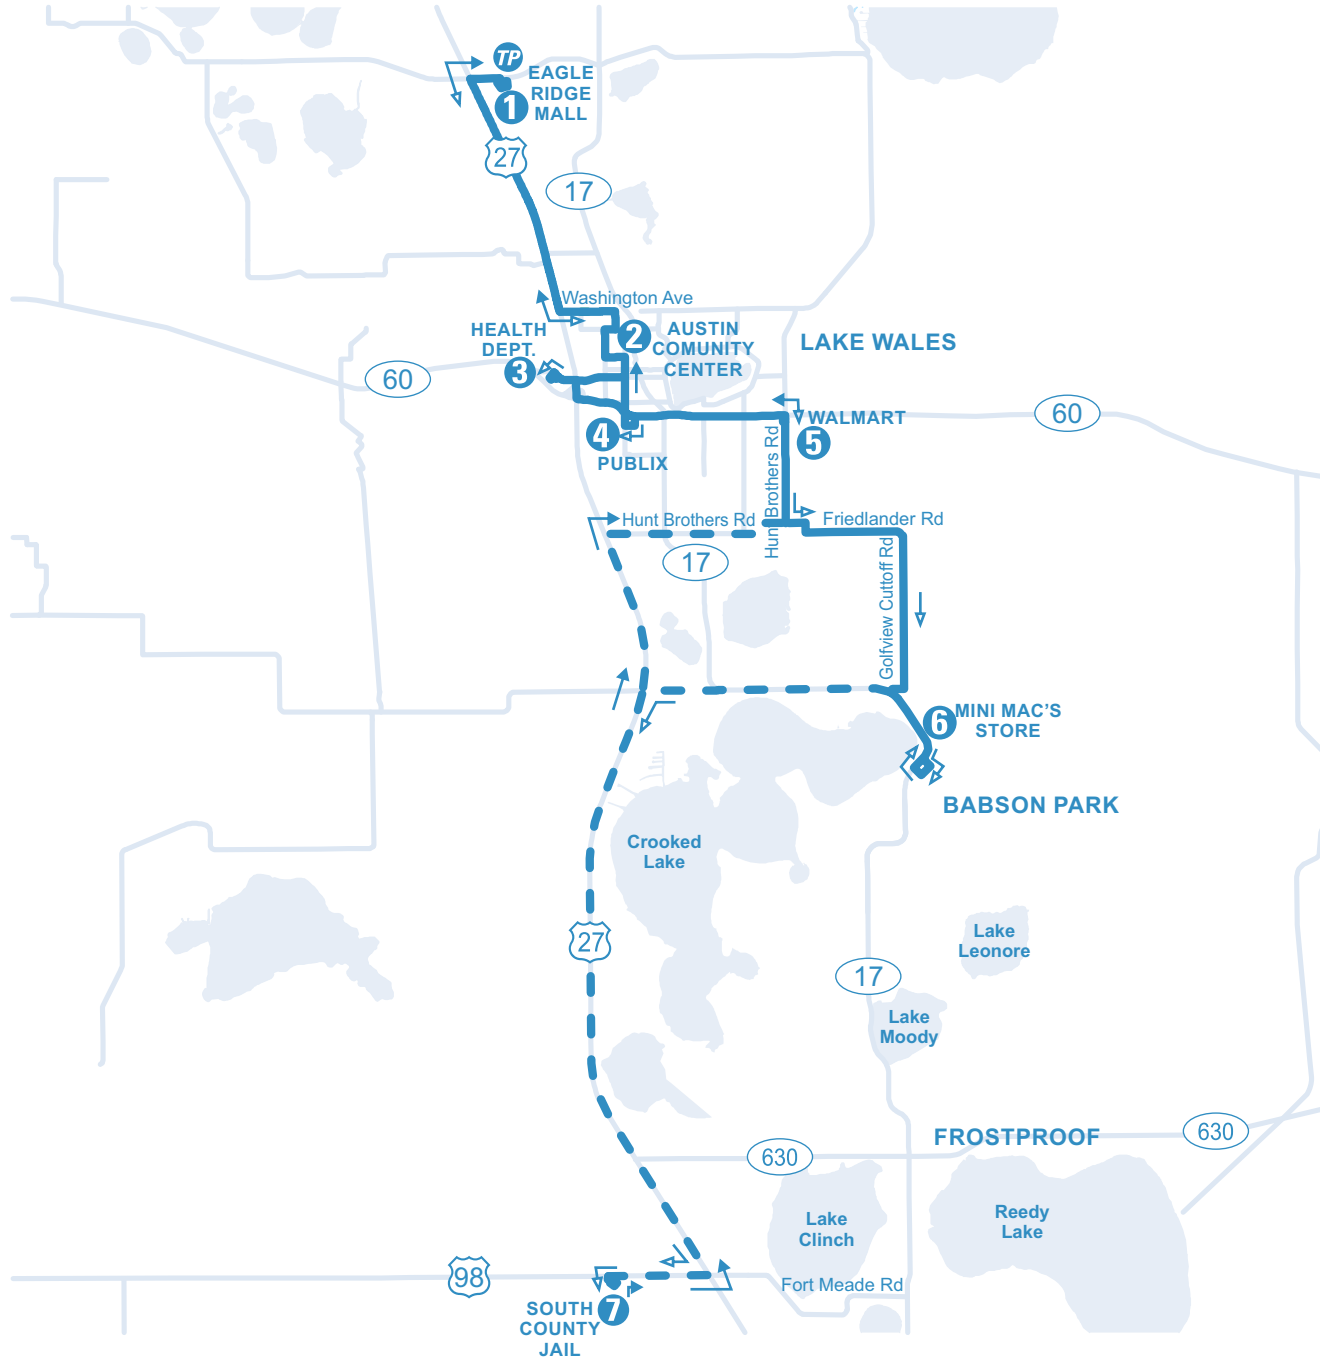 TP
EAGLE
RIDGE
MALL
1
27
17
Washington Ave
HEALTH
DEPT.
3
2
AUSTIN
COMUNITY
CENTER
LAKE WALES
60
60
WALMART
5
4
PUBLIX
Hunt Brothers Rd
Hunt Brothers Rd
Friedlander Rd
17
Golfview Cuttoff Rd
6
MINI MAC'S
STORE
BABSON PARK
Crooked
Lake
27
Lake
Leonore
17
Lake
Moody
FROSTPROOF
630
630
Lake
Clinch
Reedy
Lake
98
Fort Meade Rd
SOUTH
COUNTY
JAIL
7